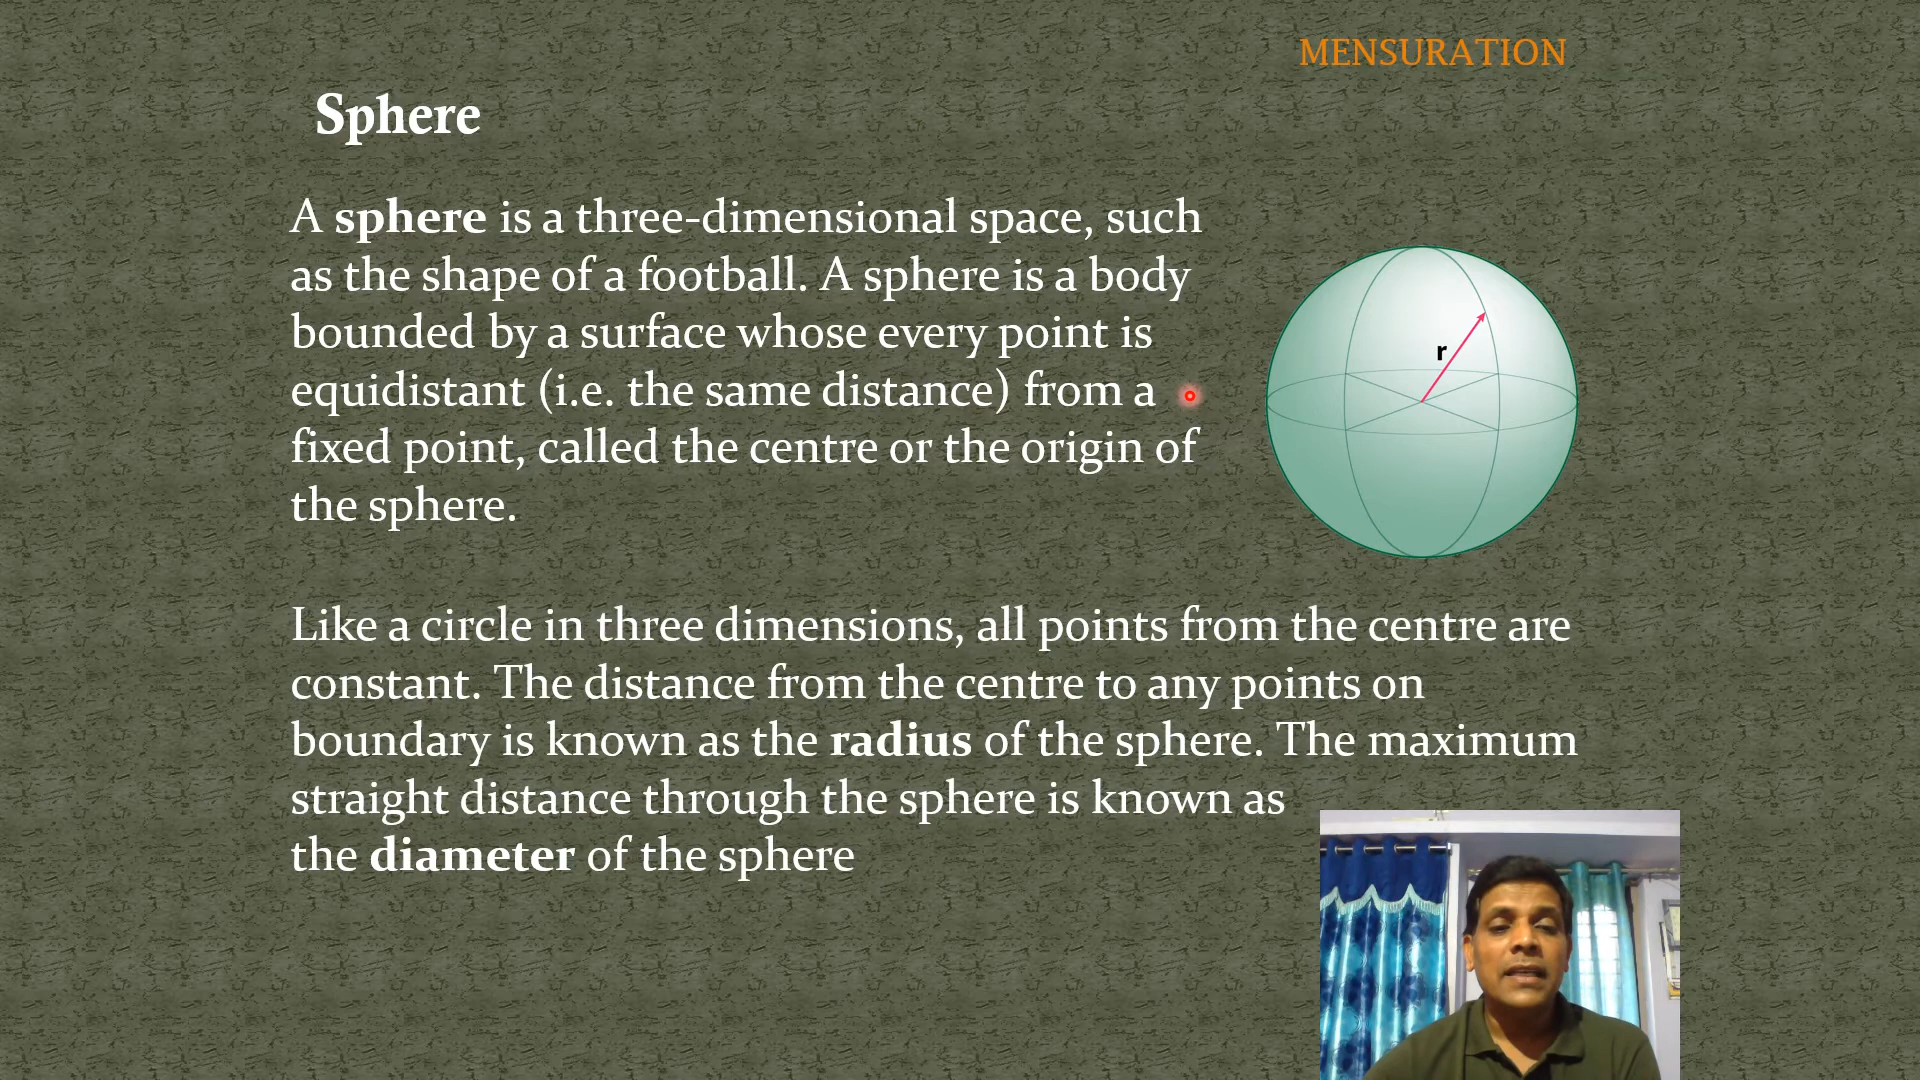 MENSURATION
Sphere
A sphere is a three-dimensional space, such
as the shape of a football. A sphere is a body
bounded by a surface whose every point is
equidistant (i.e. the same distance) from a
fixed point, called the centre or the origin of
the sphere.
r
Like a circle in three dimensions, all points from the centre are
constant. The distance from the centre to any points on
boundary is known as the radius of the sphere. The maximum
straight distance through the sphere is known as
the diameter of the sphere